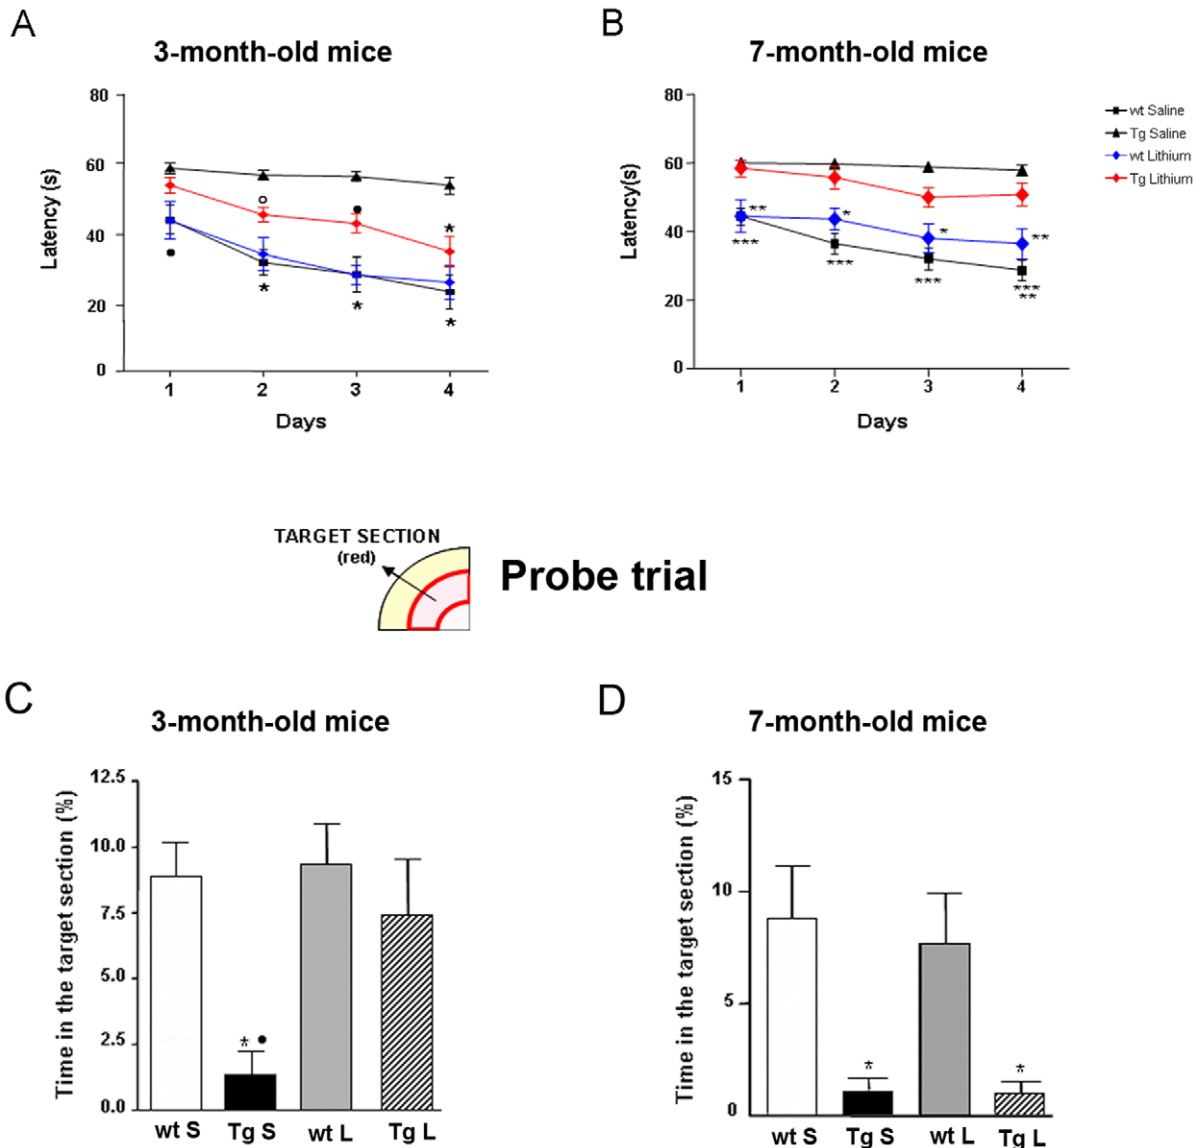 A
3-month-old mice
80
60
40
20
0
Latency (s)
1 2 3 4
Days
B
7-month-old mice
80
60
40
20
0
Latency(s)
1 2 3 4
Days
** * * **
*** *** *** ***
**
* * * *
wt Saline
Tg Saline
wt Lithium
Tg Lithium
TARGET SECTION
(red)
Probe trial
C
3-month-old mice
12.5
10.0
7.5
5.0
2.5
0.0
Time in the target section (%)
* •
wt S Tg S wt L Tg L
D
7-month-old mice
15
10
5
0
Time in the target section (%)
* *
wt S Tg S wt L Tg L